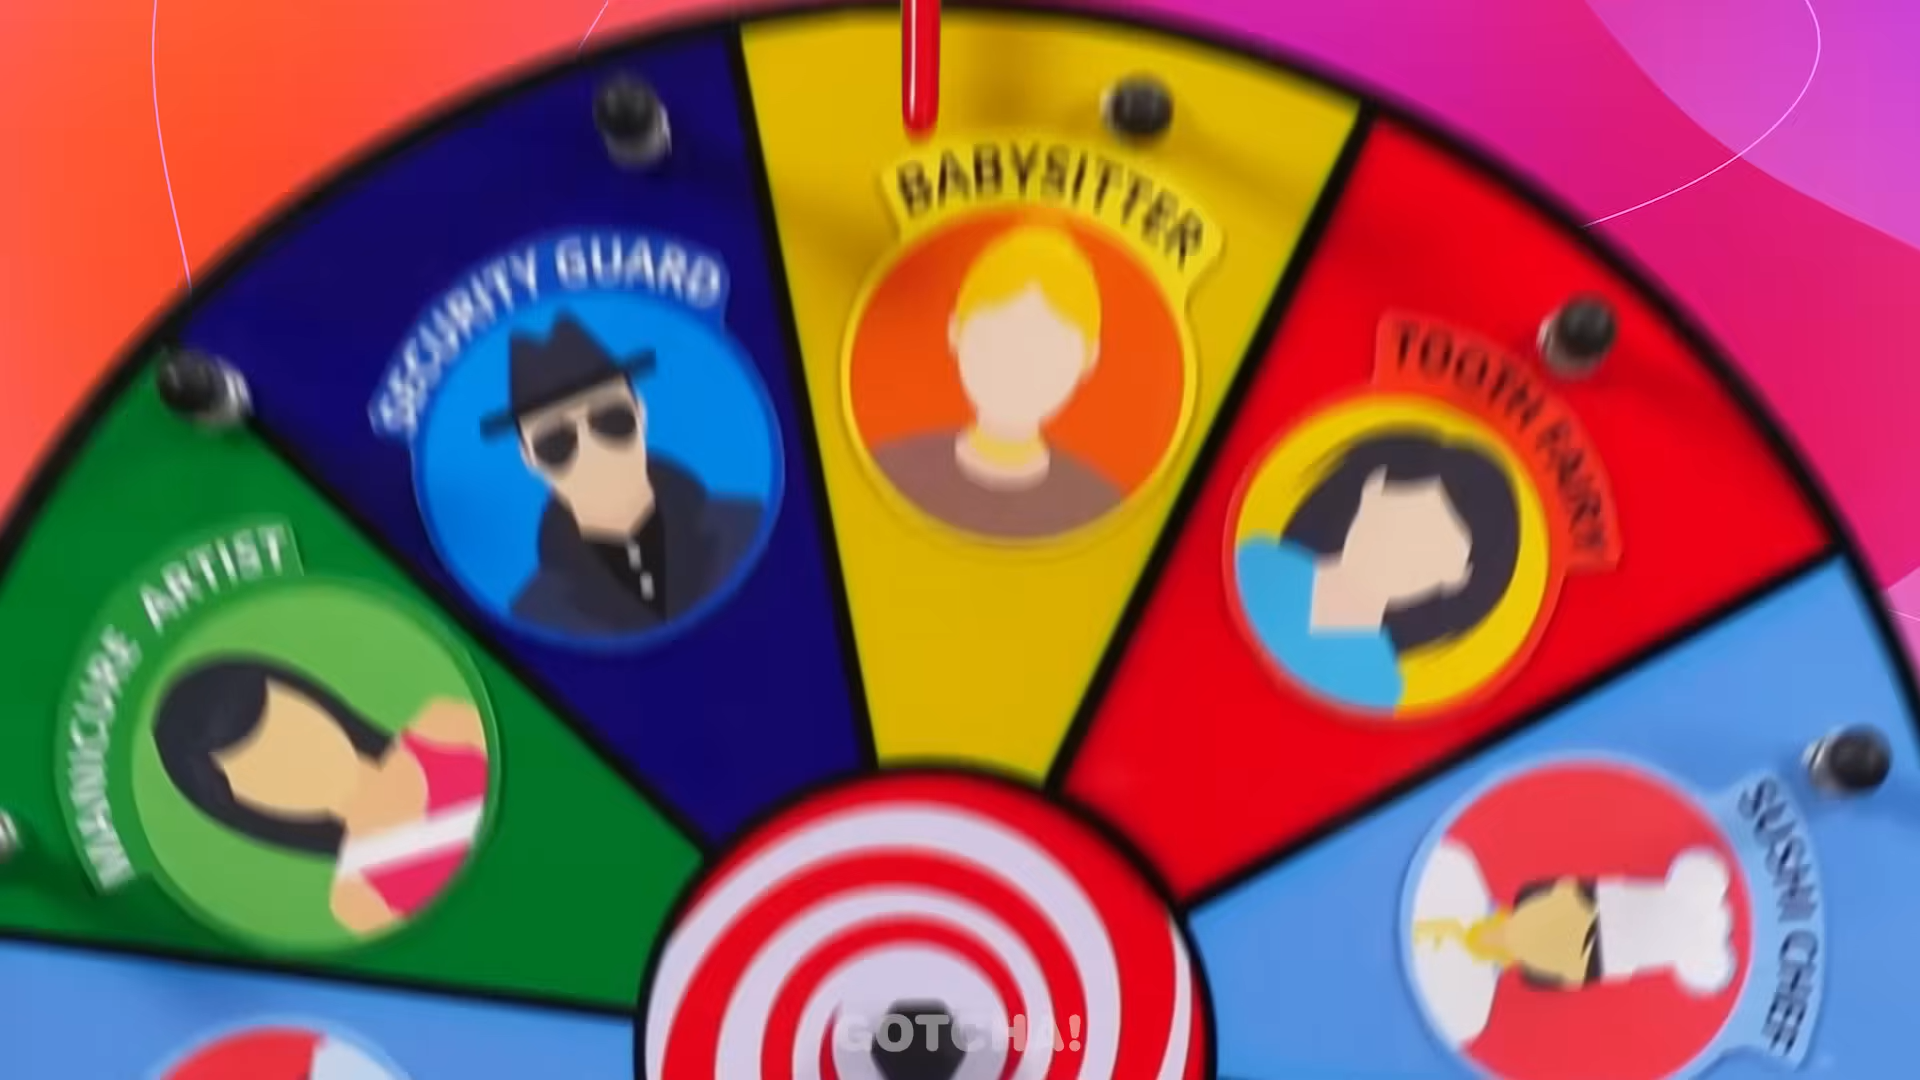 BABYSITTER
SECURITY GUARD
TOOTH FAIRY
MANICURE ARTIST
SUSHI CHEF
GOTCHA!